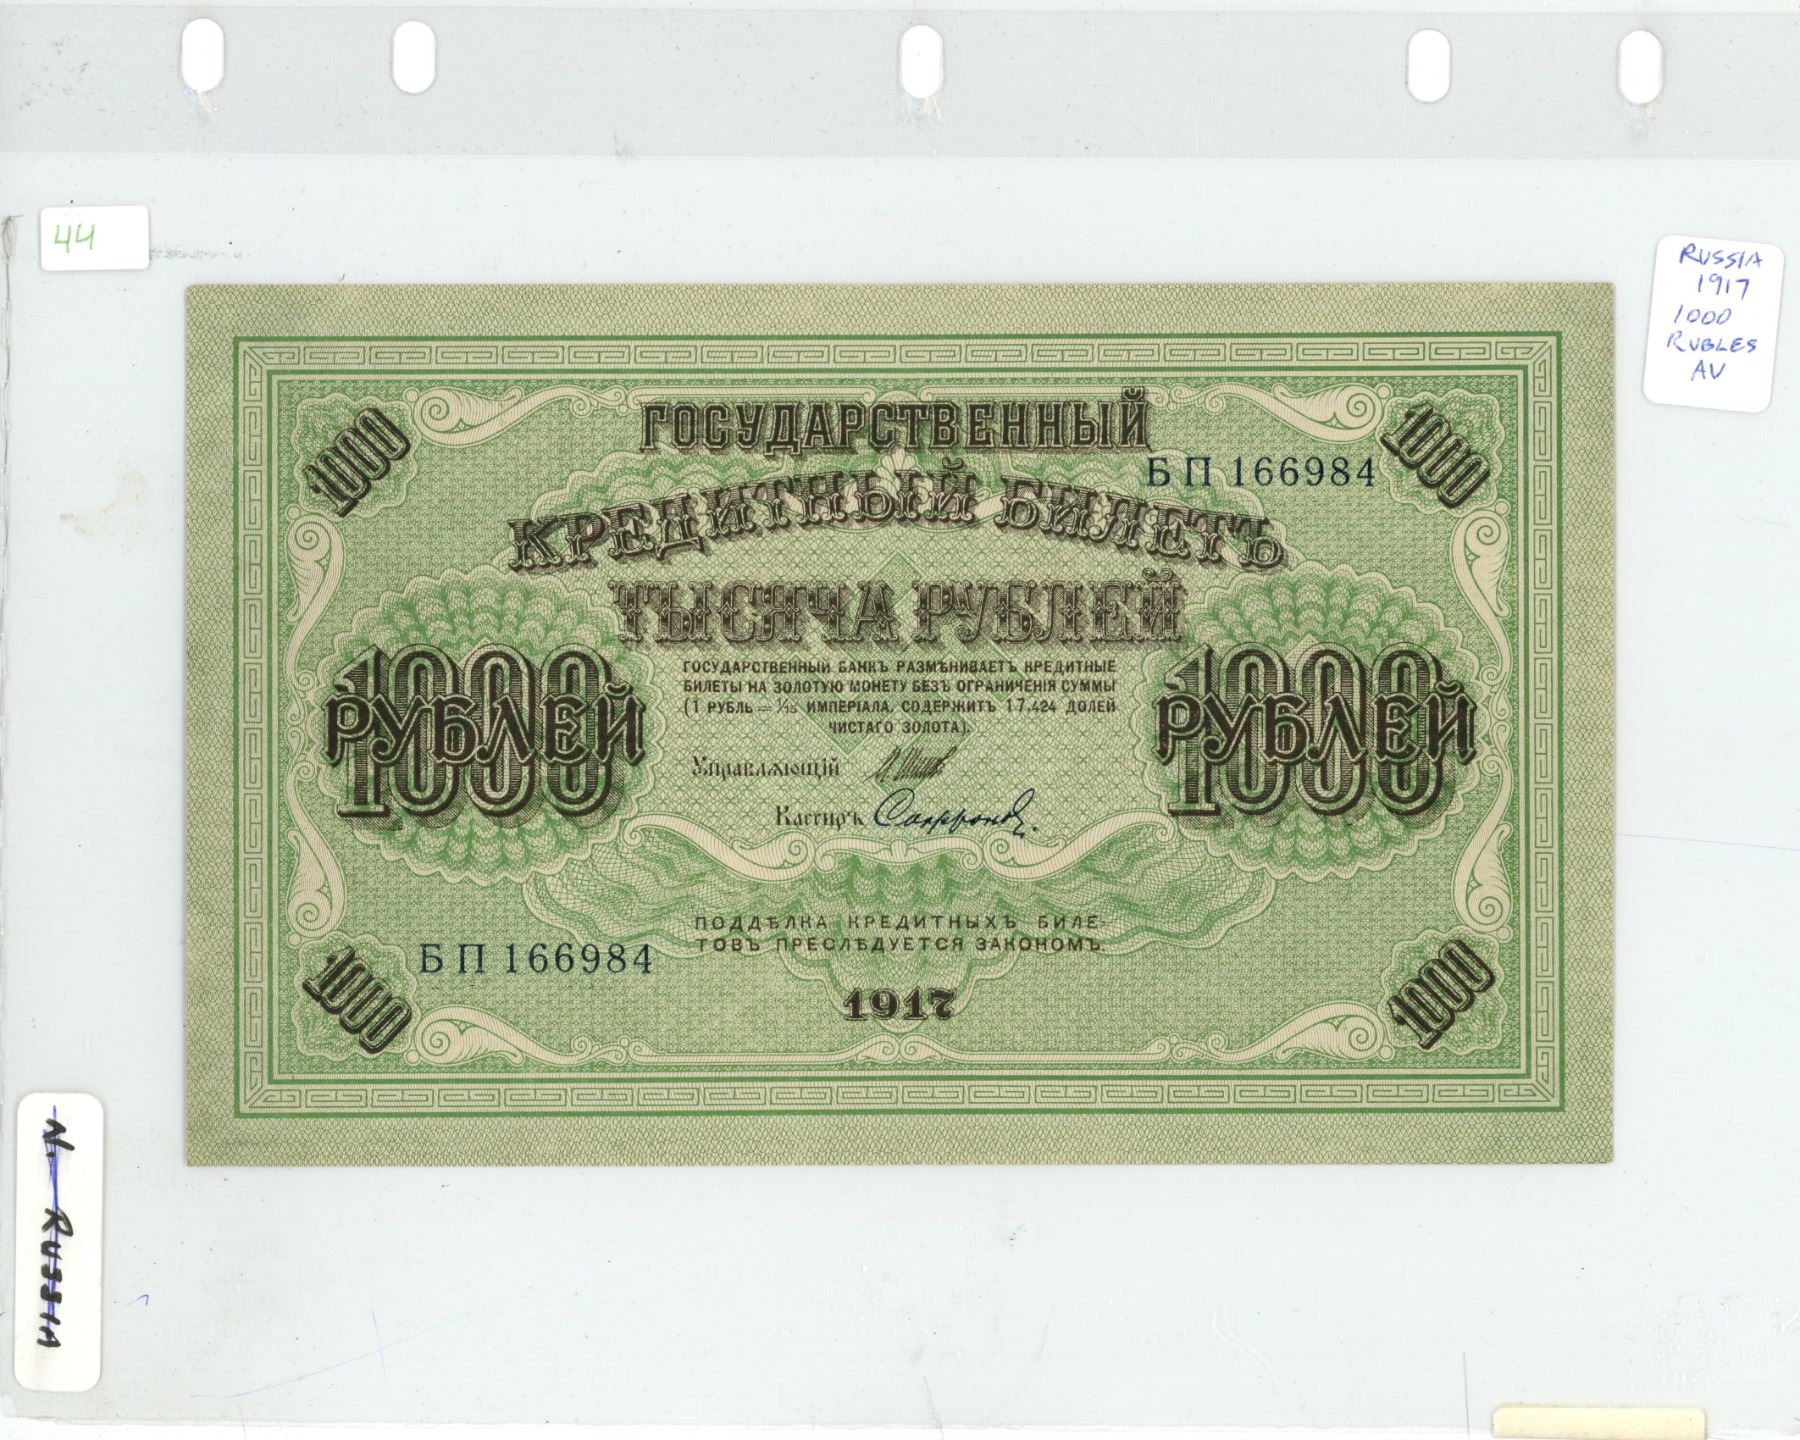 44
RUSSIA
1917
1000
RUBLES
AV
1000
1000
ГОСУДАРСТВЕННЫЙ
БП 166984
КРЕДИТНЫЙ БИЛЕТЪ
ТЫСЯЧА РУБЛЕЙ
1000
РУБЛЕЙ
1000
РУБЛЕЙ
ГОСУДАРСТВЕННЫЙ БАНКЪ РАЗМѢНИВАЕТЪ КРЕДИТНЫЕ
БИЛЕТЫ НА ЗОЛОТУЮ МОНЕТУ БЕЗЪ ОГРАНИЧЕНІЯ СУММЫ
(1 РУБЛЬ = 1/15 ИМПЕРІАЛА, СОДЕРЖИТЪ 17,424 ДОЛЕЙ
ЧИСТАГО ЗОЛОТА).
Управляющій
Кассиръ Сафронов
ПОДДѢЛКА КРЕДИТНЫХЪ БИЛЕ-
ТОВЪ ПРЕСЛѢДУЕТСЯ ЗАКОНОМЪ.
БП 166984
1917
1000
1000
N. RUSSIA